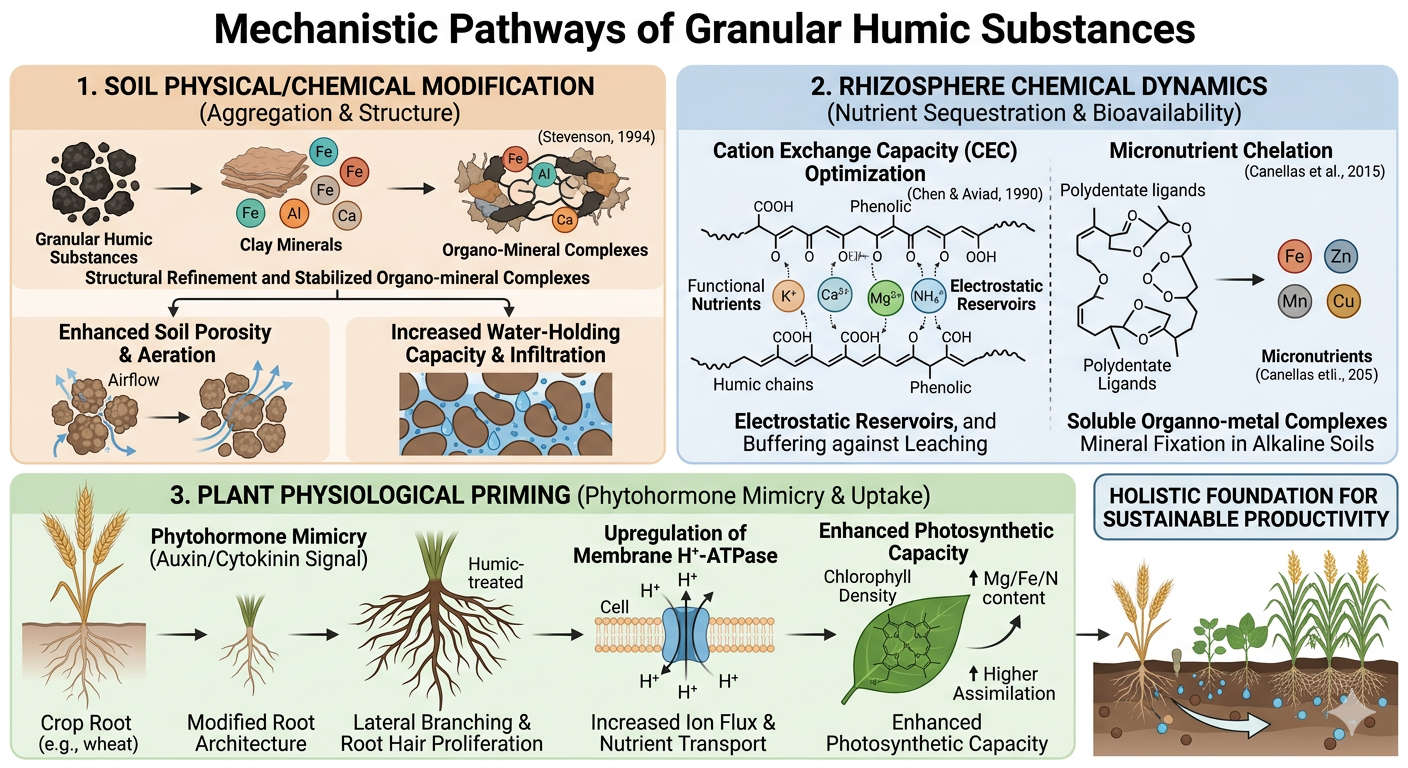 Mechanistic Pathways of Granular Humic Substances
1. SOIL PHYSICAL/CHEMICAL MODIFICATION
(Aggregation & Structure)
(Stevenson, 1994)
Fe
Fe
Fe
Fe
Al
Ca
Fe
Al
Ca
Granular Humic
Substances
Clay Minerals
Organo-Mineral Complexes
Structural Refinement and Stabilized Organo-mineral Complexes
Enhanced Soil Porosity
& Aeration
Airflow
Increased Water-Holding
Capacity & Infiltration
2. RHIZOSPHERE CHEMICAL DYNAMICS
(Nutrient Sequestration & Bioavailability)
Cation Exchange Capacity (CEC)
Optimization
(Chen & Aviad, 1990)
COOH
Phenolic
O
O
O
O
O
OOH
Functional
Nutrients
K⁺
Mg²⁺
Electrostatic
Reservoirs
COOH
COOH
O
COH
Humic chains
Phenolic
Electrostatic Reservoirs, and
Buffering against Leaching
Micronutrient Chelation
(Canellas et al., 2015)
Polydentate ligands
O
O
O
O
O
O
O
O
Polydentate
Ligands
Fe
Zn
Mn
Cu
Micronutrients
(Canellas etli., 205)
Soluble Organno-metal Complexes
Mineral Fixation in Alkaline Soils
3. PLANT PHYSIOLOGICAL PRIMING (Phytohormone Mimicry & Uptake)
Phytohormone Mimicry
(Auxin/Cytokinin Signal)
Humic-
treated
Upregulation of
Membrane H⁺-ATPase
H⁺
H⁺
Cell
H⁺
H⁺
H⁺
Enhanced Photosynthetic
Capacity
Chlorophyll
Density
⬆ Mg/Fe/N
content
⬆ Higher
Assimilation
Crop Root
(e.g., wheat)
Modified Root
Architecture
Lateral Branching &
Root Hair Proliferation
Increased Ion Flux &
Nutrient Transport
Enhanced
Photosynthetic Capacity
HOLISTIC FOUNDATION FOR
SUSTAINABLE PRODUCTIVITY